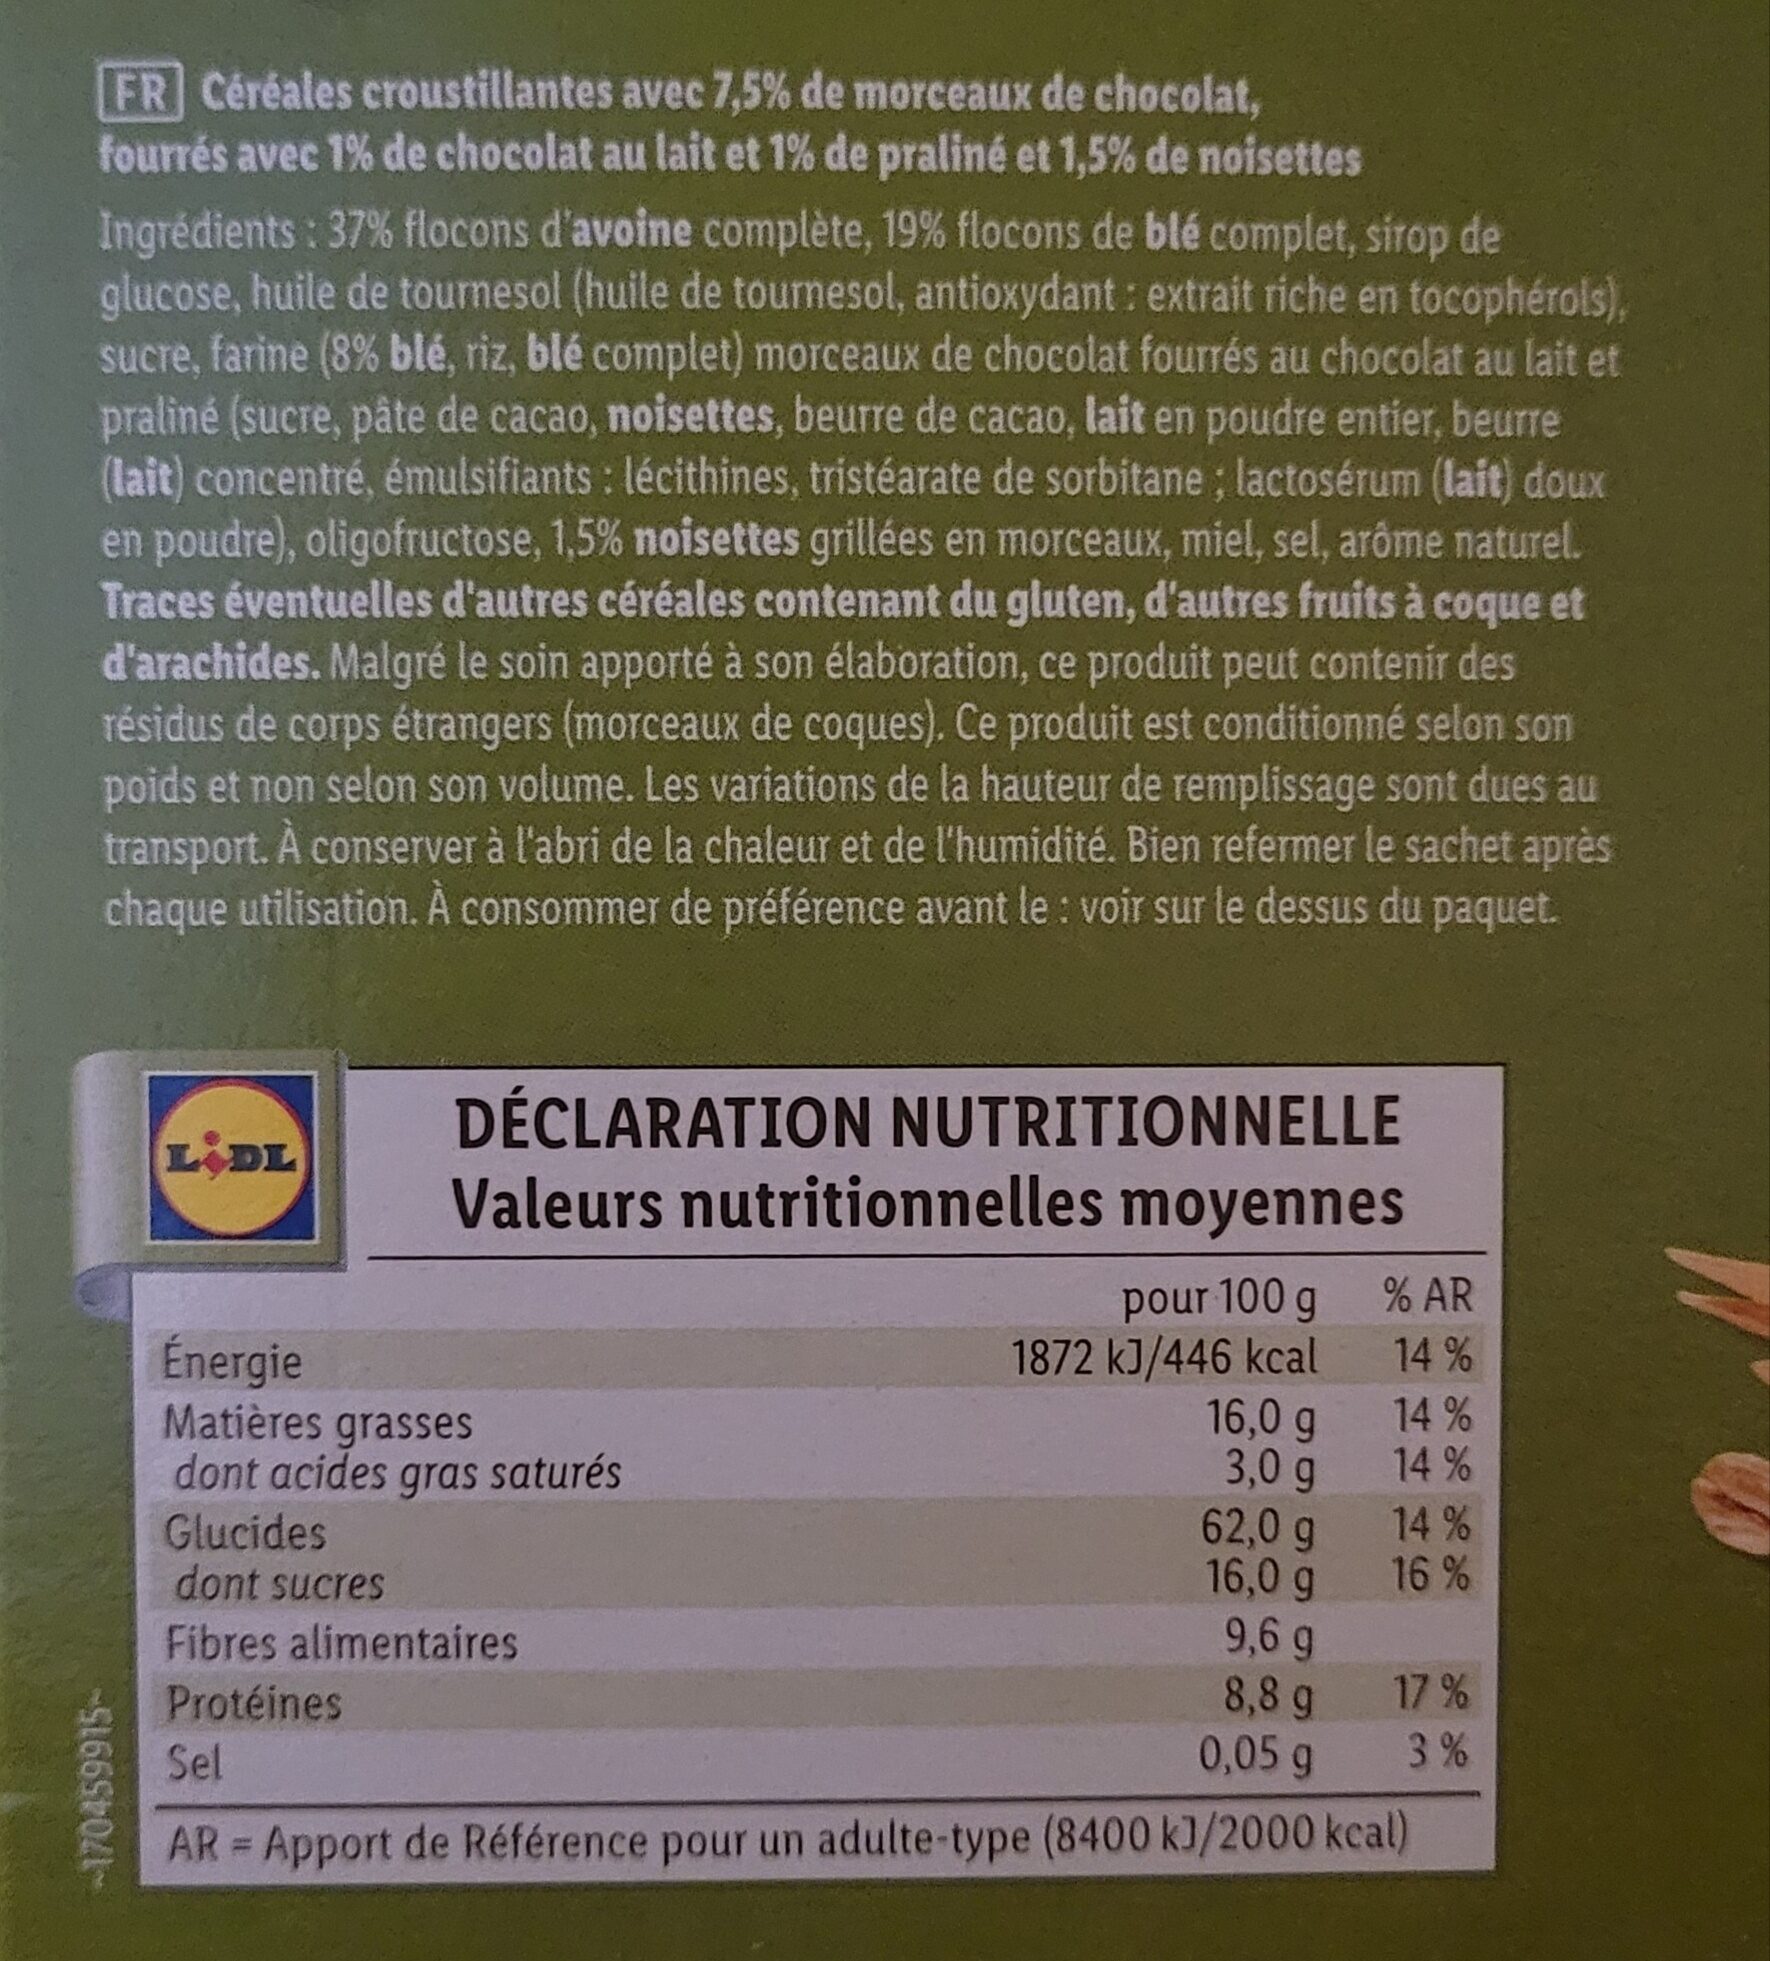 FR Céréales croustillantes avec 7,5% de morceaux de chocolat,
fourrés avec 1% de chocolat au lait et 1% de praliné et 1,5% de noisettes
Ingrédients : 37% flocons d'avoine complète, 19% flocons de blé complet, sirop de
glucose, huile de tournesol (huile de tournesol, antioxydant : extrait riche en tocophérols),
sucre, farine (8% blé, riz, blé complet) morceaux de chocolat fourrés au chocolat au lait et
praliné (sucre, pâte de cacao, noisettes, beurre de cacao, lait en poudre entier, beurre
(lait) concentré, émulsifiants : lécithines, tristéarate de sorbitane ; lactosérum (lait) doux
en poudre), oligofructose, 1,5% noisettes grillées en morceaux, miel, sel, arôme naturel.
Traces éventuelles d'autres céréales contenant du gluten, d'autres fruits à coque et
d'arachides. Malgré le soin apporté à son élaboration, ce produit peut contenir des
résidus de corps étrangers (morceaux de coques). Ce produit est conditionné selon son
poids et non selon son volume. Les variations de la hauteur de remplissage sont dues au
transport. À conserver à l'abri de la chaleur et de l'humidité. Bien refermer le sachet après
chaque utilisation. À consommer de préférence avant le : voir sur le dessus du paquet.
LIDL
DÉCLARATION NUTRITIONNELLE
Valeurs nutritionnelles moyennes
pour 100 g % AR
Énergie 1872 kJ/446 kcal 14 %
Matières grasses 16,0 g 14 %
dont acides gras saturés 3,0 g 14 %
Glucides 62,0 g 14 %
dont sucres 16,0 g 16 %
Fibres alimentaires 9,6 g
Protéines 8,8 g 17 %
Sel 0,05 g 3 %
AR = Apport de Référence pour un adulte-type (8400 kJ/2000 kcal)
-170459915-